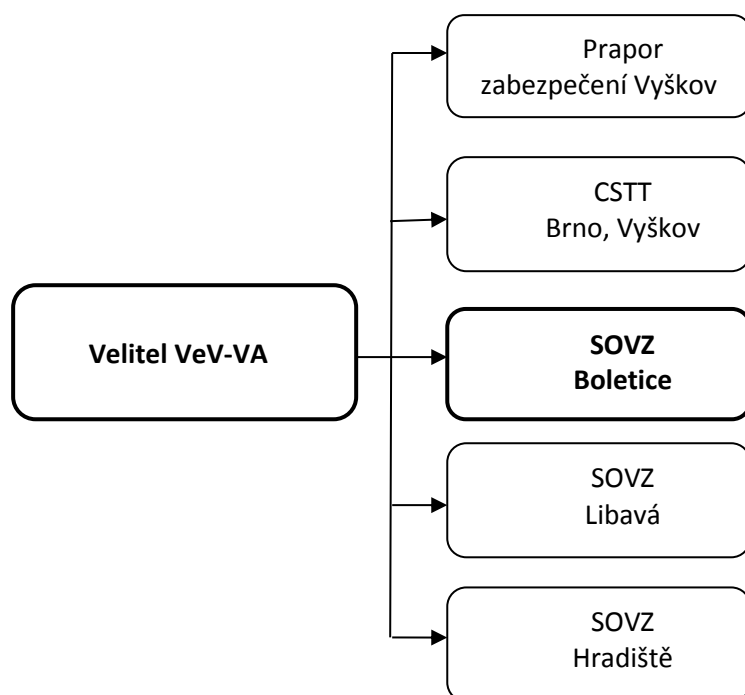 Prapor
zabezpečení Vyškov
CSTT
Brno, Vyškov
Velitel VeV-VA
SOVZ
Boletice
SOVZ
Libavá
SOVZ
Hradiště